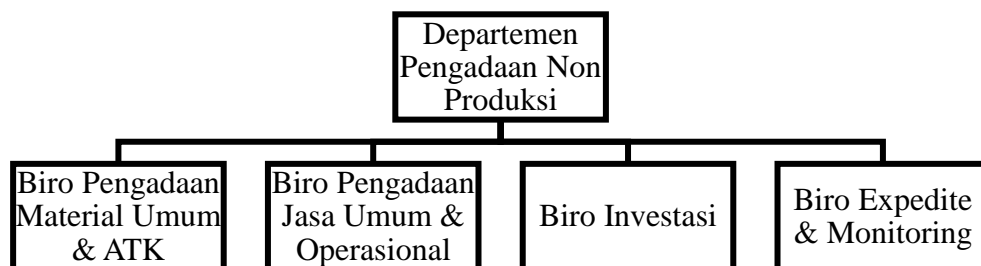 Departemen
Pengadaan Non
Produksi
Biro Pengadaan
Material Umum
& ATK
Biro Pengadaan
Jasa Umum &
Operasional
Biro Investasi
Biro Expedite
& Monitoring